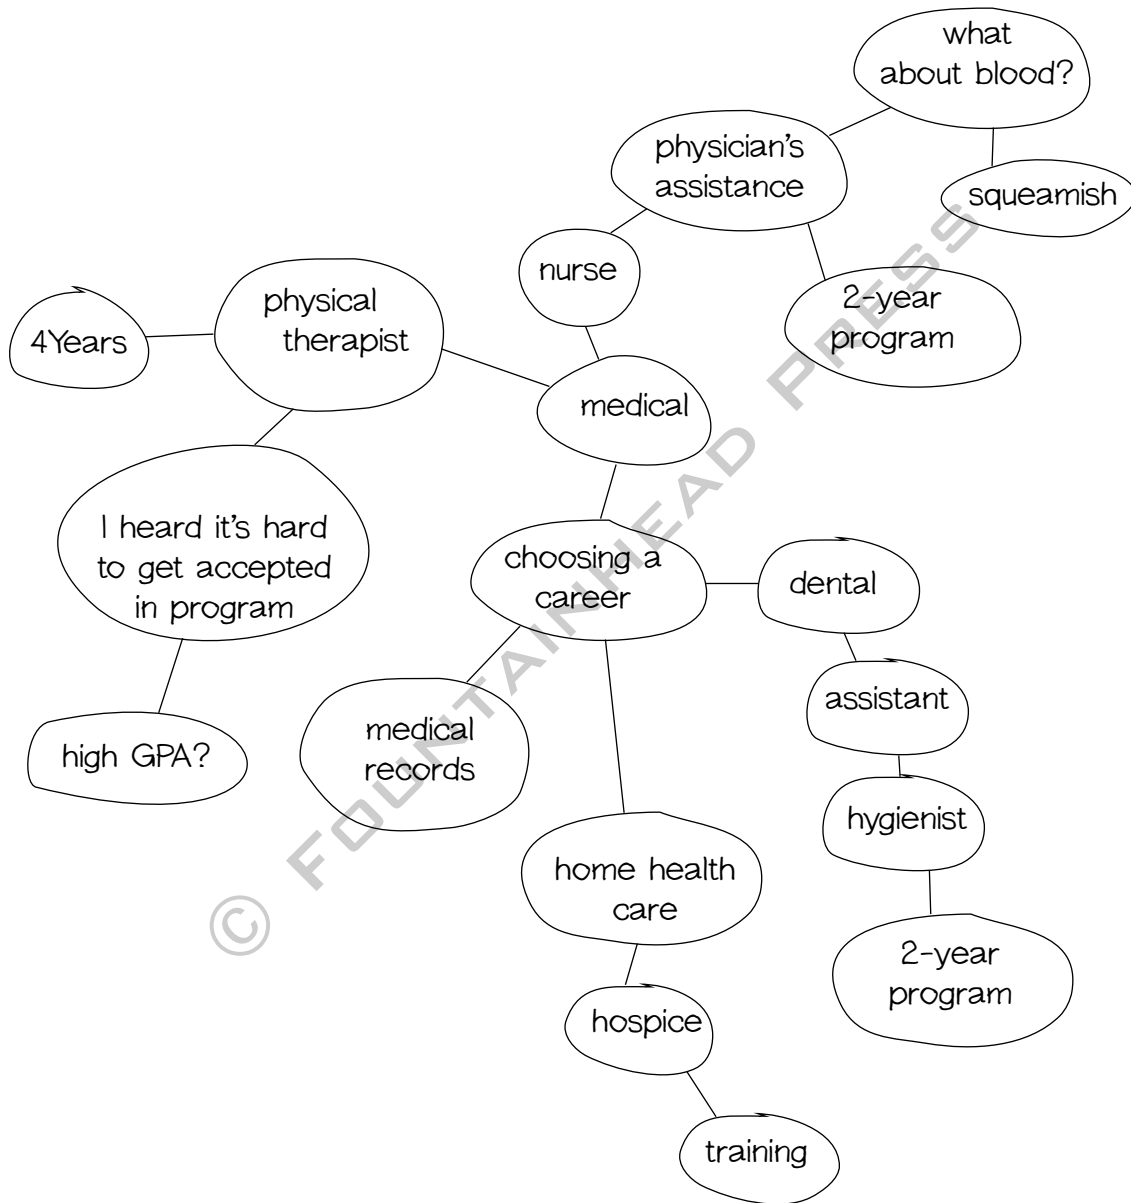 what
about blood?
physician's
assistance
squeamish
nurse
2-year
program
physical
therapist
4Years
medical
I heard it's hard
to get accepted
in program
choosing a
career
dental
assistant
medical
records
high GPA?
hygienist
home health
care
2-year
program
hospice
training
© FOUNTAINHEAD PRESS